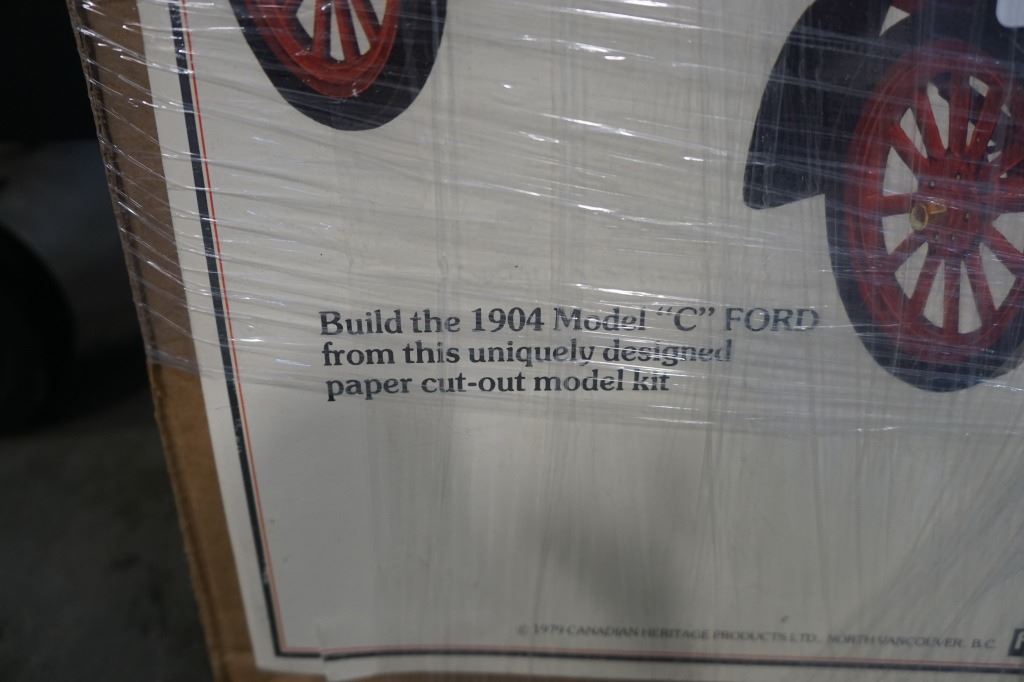 Build the 1904 Model "C" FORD
from this uniquely designed
paper cut-out model kit
© 1979 CANADIAN HERITAGE PRODUCTS LTD. NORTH VANCOUVER, B.C.